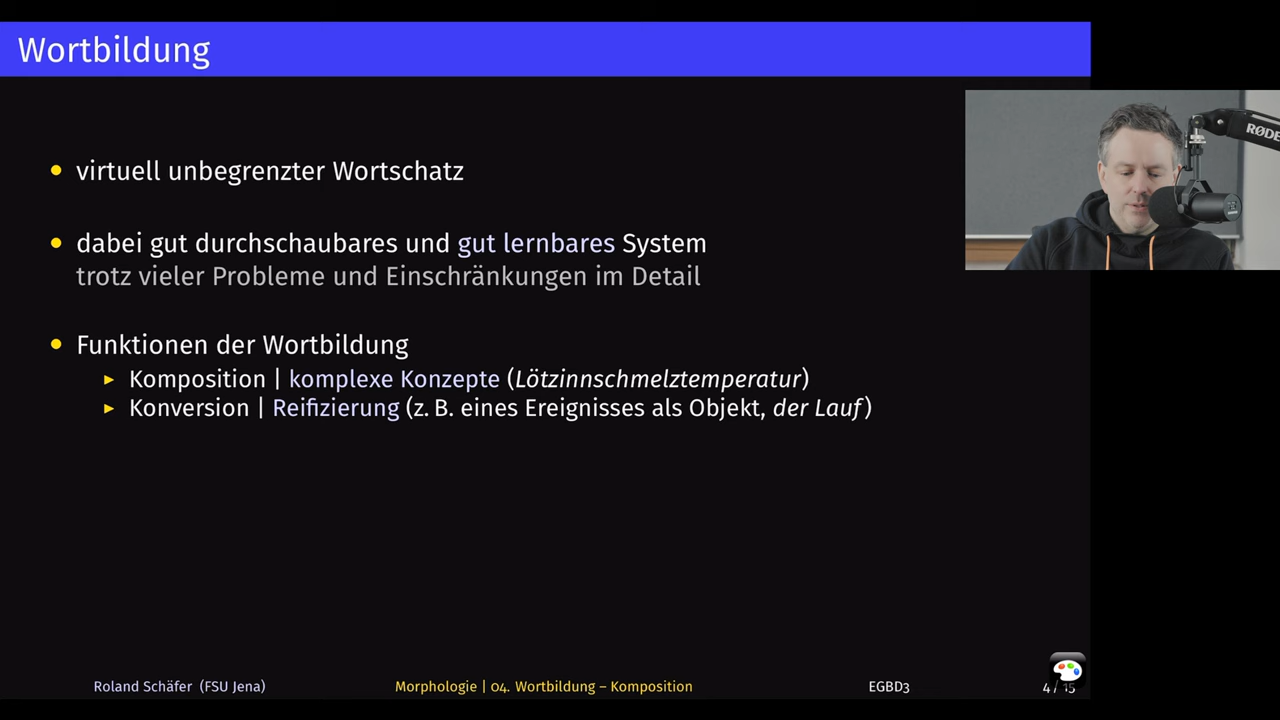 Wortbildung
• virtuell unbegrenzter Wortschatz
• dabei gut durchschaubares und gut lernbares System
trotz vieler Probleme und Einschränkungen im Detail
• Funktionen der Wortbildung
▶ Komposition | komplexe Konzepte (Lötzinnschmelztemperatur)
▶ Konversion | Reifizierung (z. B. eines Ereignisses als Objekt, der Lauf)
RØDE
Roland Schäfer (FSU Jena) Morphologie | 04. Wortbildung – Komposition EGBD3 4 / 15